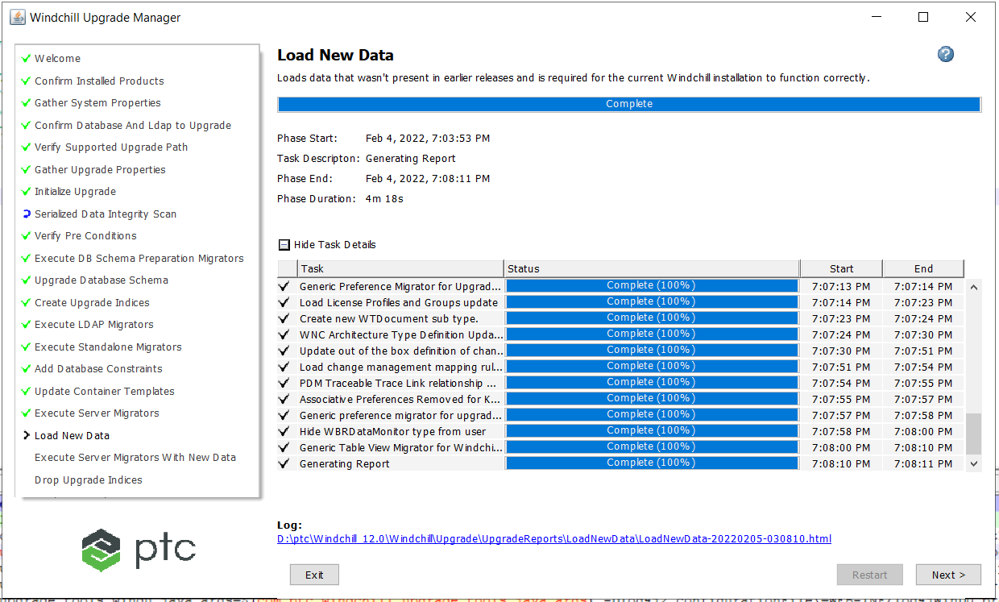 Windchill Upgrade Manager
Welcome
Confirm Installed Products
Gather System Properties
Confirm Database And Ldap to Upgrade
Verify Supported Upgrade Path
Gather Upgrade Properties
Initialize Upgrade
Serialized Data Integrity Scan
Verify Pre Conditions
Execute DB Schema Preparation Migrators
Upgrade Database Schema
Create Upgrade Indices
Execute LDAP Migrators
Execute Standalone Migrators
Add Database Constraints
Update Container Templates
Execute Server Migrators
Load New Data
Execute Server Migrators With New Data
Drop Upgrade Indices
ptc
Load New Data
?
Loads data that wasn't present in earlier releases and is required for the current Windchill installation to function correctly.
Complete
Phase Start: Feb 4, 2022, 7:03:53 PM
Task Descripton: Generating Report
Phase End: Feb 4, 2022, 7:08:11 PM
Phase Duration: 4m 18s
Hide Task Details
Task Status Start End
Generic Preference Migrator for Upgrad... Complete (100%) 7:07:13 PM 7:07:14 PM
Load License Profiles and Groups update Complete (100%) 7:07:14 PM 7:07:23 PM
Create new WTDocument sub type. Complete (100%) 7:07:23 PM 7:07:24 PM
WNC Architecture Type Definition Upda... Complete (100%) 7:07:24 PM 7:07:30 PM
Update out of the box definition of chan... Complete (100%) 7:07:30 PM 7:07:51 PM
Load change management mapping rul... Complete (100%) 7:07:51 PM 7:07:54 PM
PDM Traceable Trace Link relationship ... Complete (100%) 7:07:54 PM 7:07:55 PM
Associative Preferences Removed for K... Complete (100%) 7:07:55 PM 7:07:57 PM
Generic preference migrator for upgrad... Complete (100%) 7:07:57 PM 7:07:58 PM
Hide WBRDataMonitor type from user Complete (100%) 7:07:58 PM 7:08:00 PM
Generic Table View Migrator for Windchi... Complete (100%) 7:08:00 PM 7:08:10 PM
Generating Report Complete (100%) 7:08:10 PM 7:08:11 PM
Log:
D:\ptc\Windchill_12.0\Windchill\Upgrade\UpgradeReports\LoadNewData\LoadNewData-20220205-030810.html
Exit Restart Next >